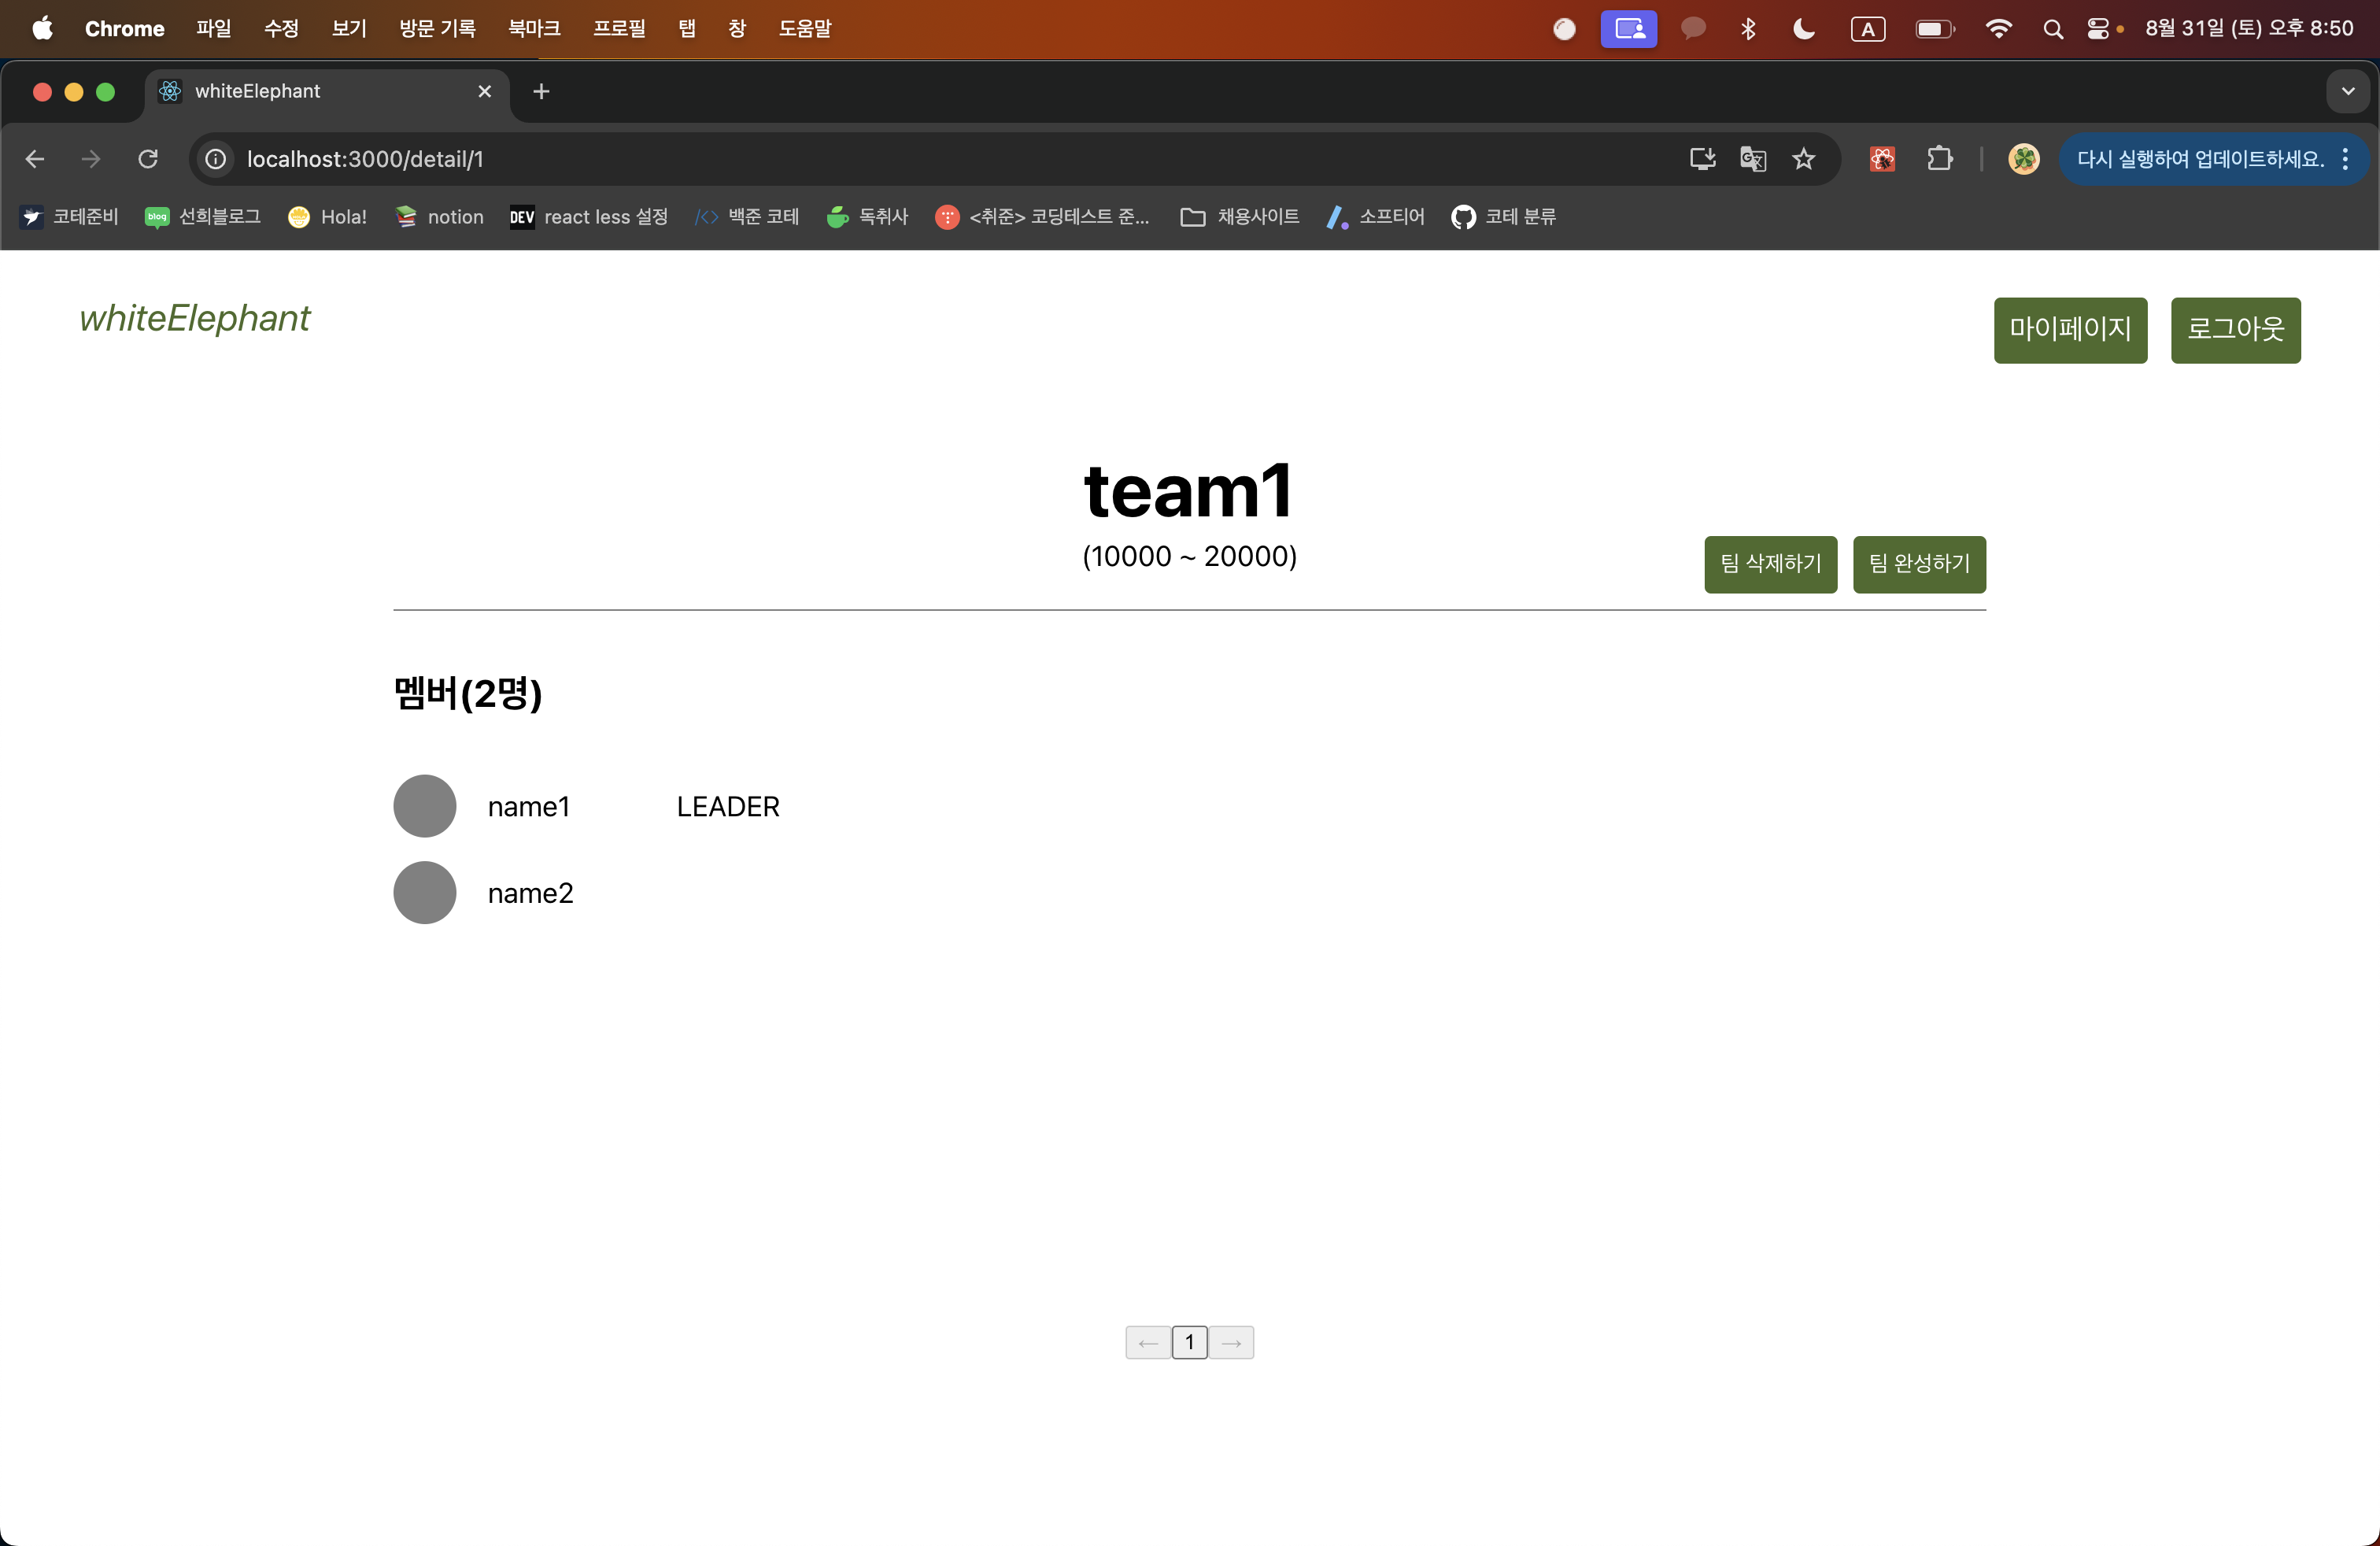 Chrome 파일 수정 보기 방문 기록 북마크 프로필 탭 창 도움말 A 8월 31일 (토) 오후 8:50
whiteElephant
localhost:3000/detail/1 다시 실행하여 업데이트하세요.
코테준비 blog 선희블로그 Hola! notion DEV react less 설정 백준 코테 독취사 <취준> 코딩테스트 준... 채용사이트 소프티어 코테 분류
whiteElephant 마이페이지 로그아웃
team1
(10000 ~ 20000)
팀 삭제하기 팀 완성하기
멤버(2명)
name1 LEADER
name2
← 1 →